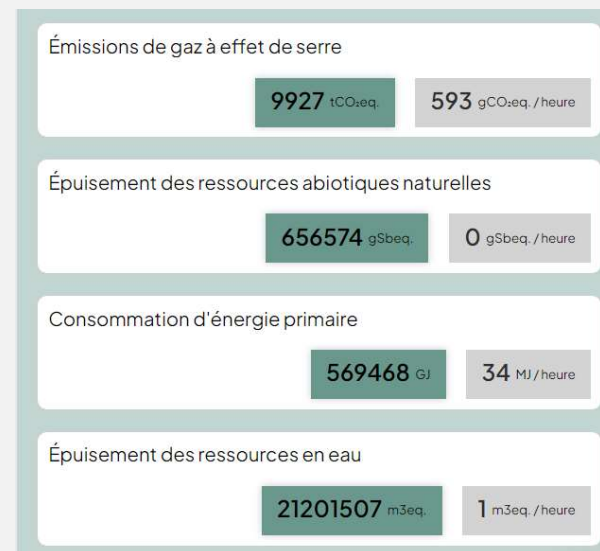 Émissions de gaz à effet de serre
9927 tCO₂eq. 593 gCO₂eq. / heure
Épuisement des ressources abiotiques naturelles
656574 gSbeq. 0 gSbeq. / heure
Consommation d'énergie primaire
569468 GJ 34 MJ / heure
Épuisement des ressources en eau
21201507 m3eq. 1 m3eq. / heure